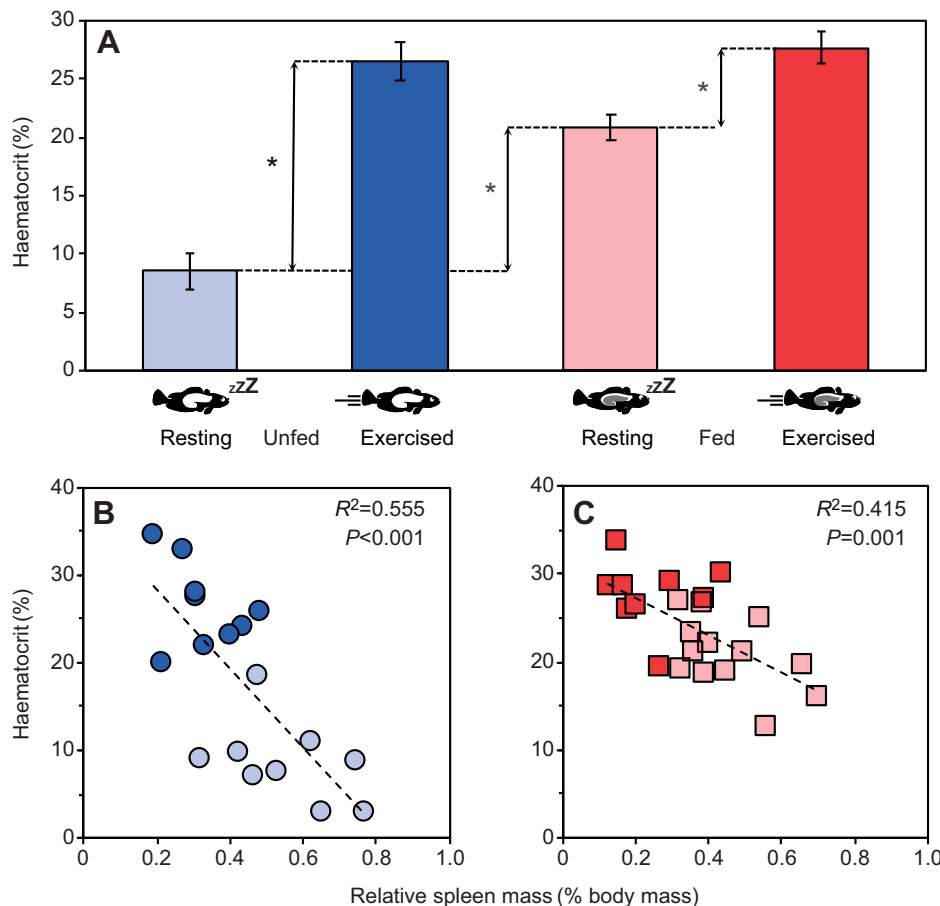 A
Haematocrit (%)
30
25
20
15
10
5
0
*
*
*
zzZ
zzZ
Resting Unfed Exercised Resting Fed Exercised
B
R²=0.555
P<0.001
Haematocrit (%)
40
30
20
10
0
0 0.2 0.4 0.6 0.8 1.0
C
R²=0.415
P=0.001
40
30
20
10
0
0 0.2 0.4 0.6 0.8 1.0
Relative spleen mass (% body mass)